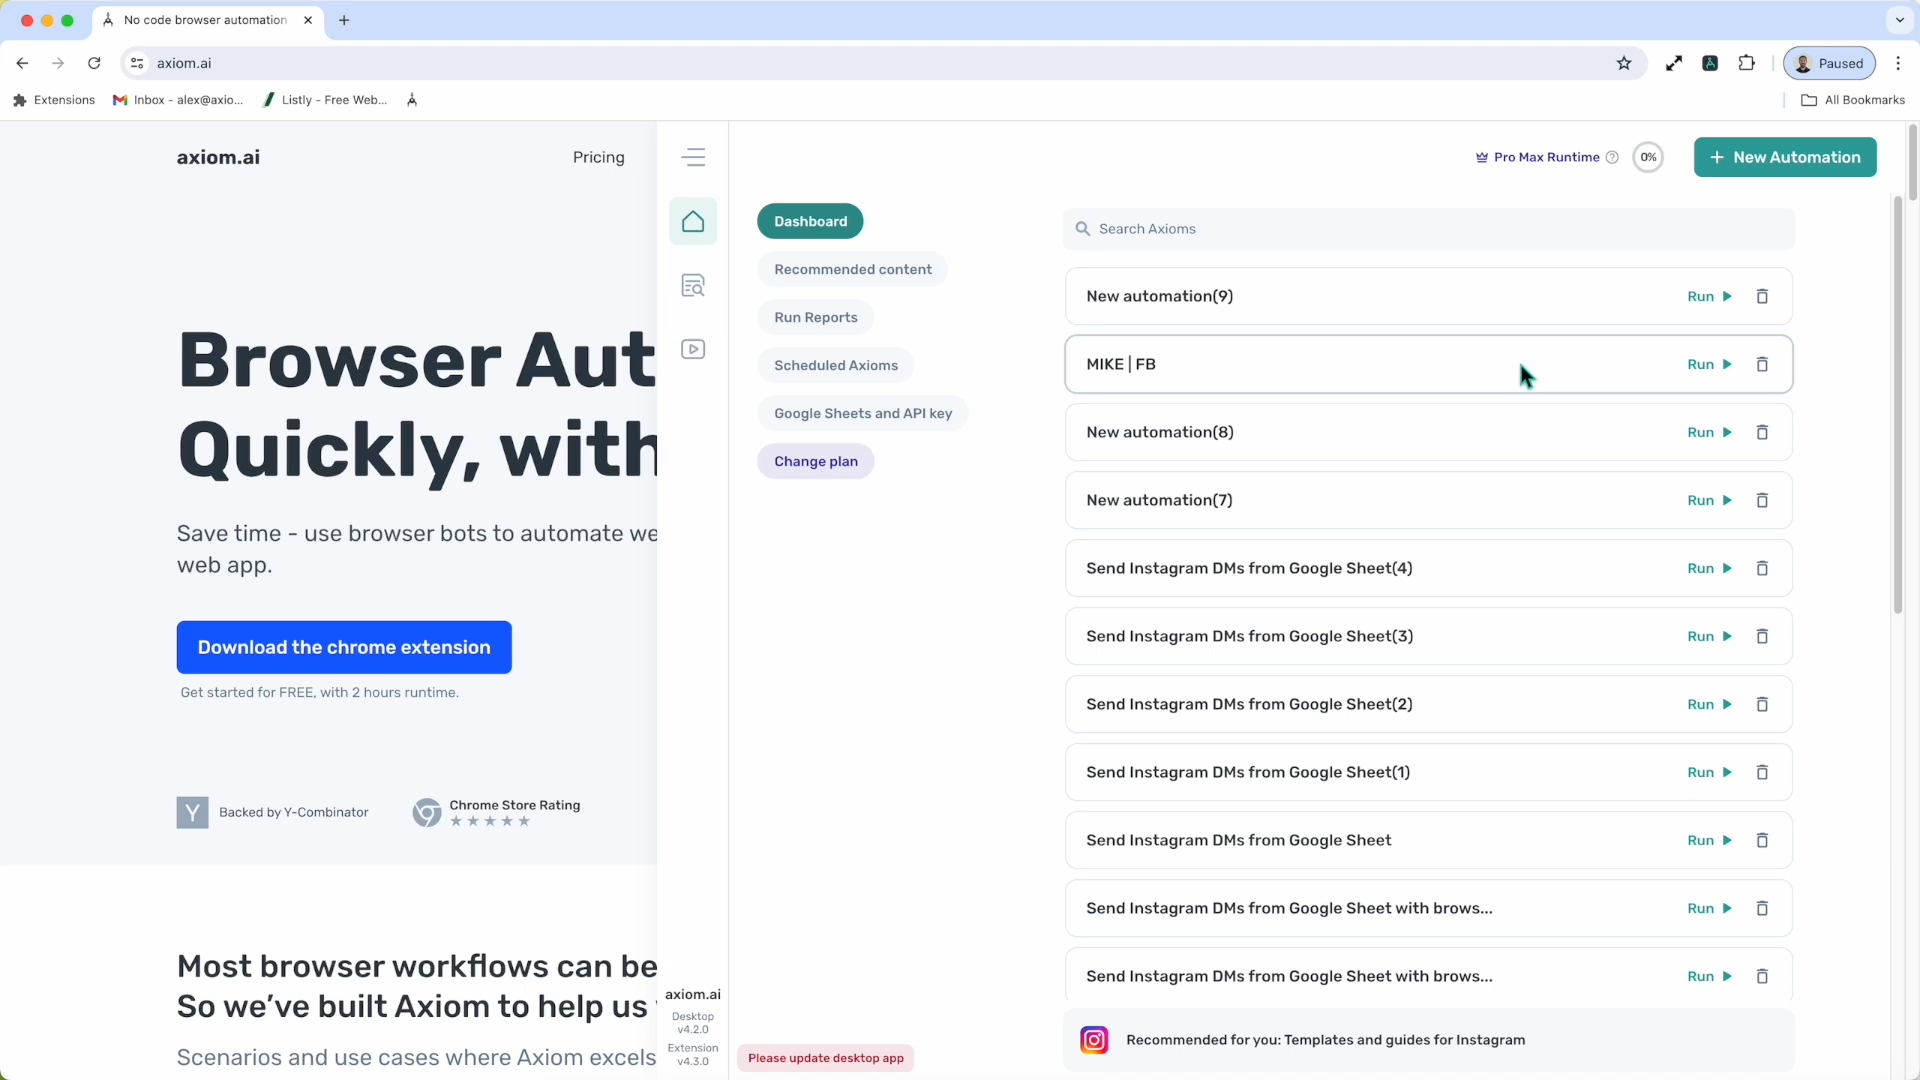 No code browser automation
axiom.ai
Paused
Extensions
Inbox - alex@axio...
Listly - Free Web...
All Bookmarks
axiom.ai
Pricing
Browser Aut
Quickly, with
Save time - use browser bots to automate we
web app.
Download the chrome extension
Get started for FREE, with 2 hours runtime.
Y
Backed by Y-Combinator
Chrome Store Rating
Most browser workflows can be
So we've built Axiom to help us
Scenarios and use cases where Axiom excels
axiom.ai
Desktop
v4.2.0
Extension
v4.3.0
Pro Max Runtime
?
0%
+ New Automation
Dashboard
Recommended content
Run Reports
Scheduled Axioms
Google Sheets and API key
Change plan
Please update desktop app
Search Axioms
New automation(9) Run
MIKE | FB Run
New automation(8) Run
New automation(7) Run
Send Instagram DMs from Google Sheet(4) Run
Send Instagram DMs from Google Sheet(3) Run
Send Instagram DMs from Google Sheet(2) Run
Send Instagram DMs from Google Sheet(1) Run
Send Instagram DMs from Google Sheet Run
Send Instagram DMs from Google Sheet with brows... Run
Send Instagram DMs from Google Sheet with brows... Run
Recommended for you: Templates and guides for Instagram